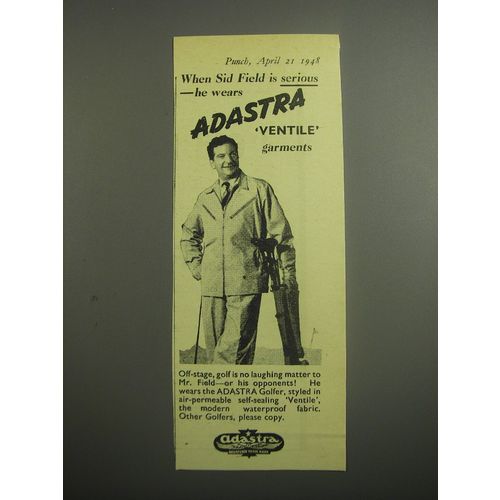 Punch, April 21 1948
When Sid Field is serious
—he wears
ADASTRA
'VENTILE'
garments
Off-stage, golf is no laughing matter to
Mr. Field—or his opponents! He
wears the ADASTRA Golfer, styled in
air-permeable self-sealing 'Ventile',
the modern waterproof fabric.
Other Golfers, please copy.
adastra